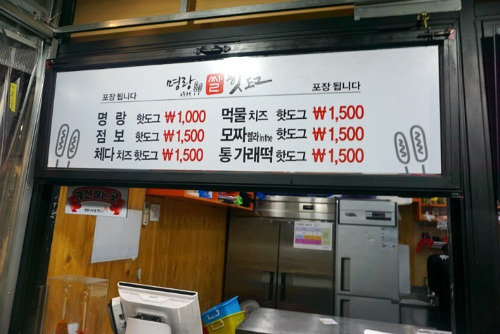 명랑 쌀 핫도그
포장 됩니다
포장 됩니다
명랑 핫도그 ₩1,000
점보 핫도그 ₩1,500
체다 치즈 핫도그 ₩1,500
먹물 치즈 핫도그 ₩1,500
모짜렐라 in the 핫도그 ₩1,500
통 가래떡 핫도그 ₩1,500